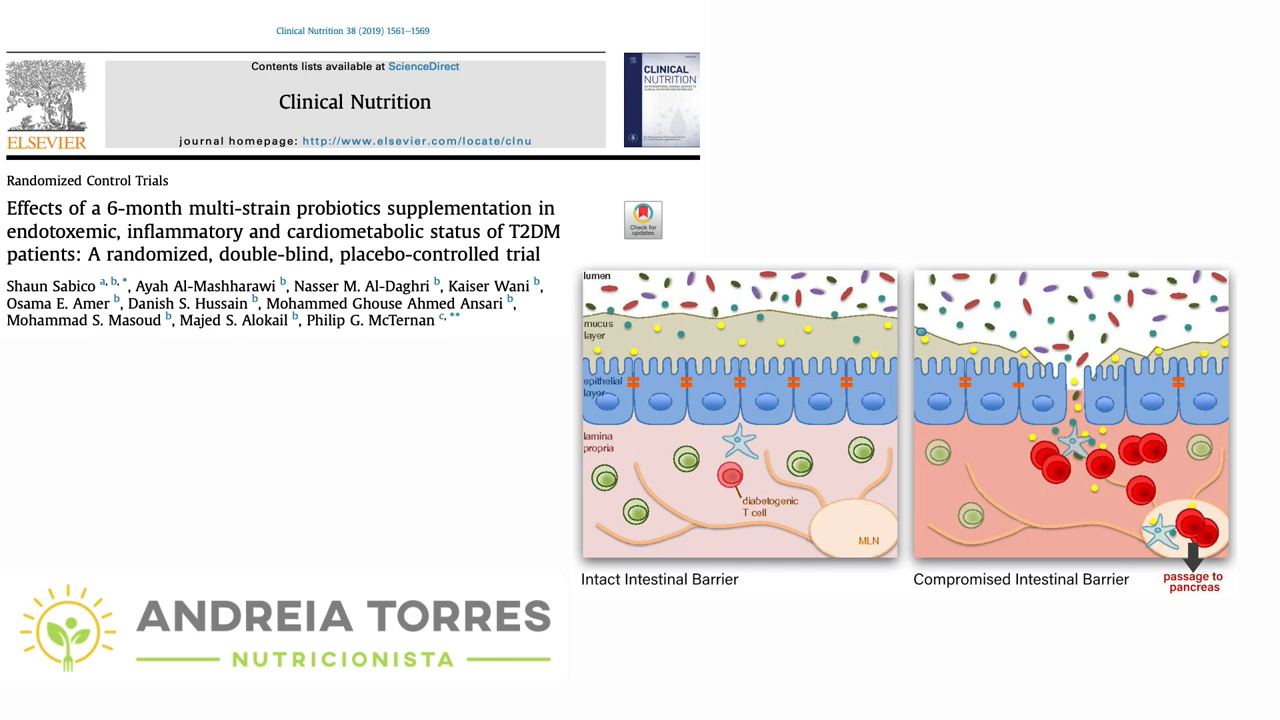 Clinical Nutrition 38 (2019) 1561–1569
Contents lists available at ScienceDirect
Clinical Nutrition
journal homepage: http://www.elsevier.com/locate/clnu
ELSEVIER
CLINICAL
NUTRITION
Randomized Control Trials
Effects of a 6-month multi-strain probiotics supplementation in
endotoxemic, inflammatory and cardiometabolic status of T2DM
patients: A randomized, double-blind, placebo-controlled trial
Check for
updates
Shaun Sabico a, b, *, Ayah Al-Mashharawi b, Nasser M. Al-Daghri b, Kaiser Wani b,
Osama E. Amer b, Danish S. Hussain b, Mohammed Ghouse Ahmed Ansari b,
Mohammad S. Masoud b, Majed S. Alokail b, Philip G. McTernan c, **
lumen
mucus
layer
epithelial
layer
lamina
propria
diabetogenic
T cell
MLN
Intact Intestinal Barrier
Compromised Intestinal Barrier
passage to
pancreas
ANDREIA TORRES
NUTRICIONISTA